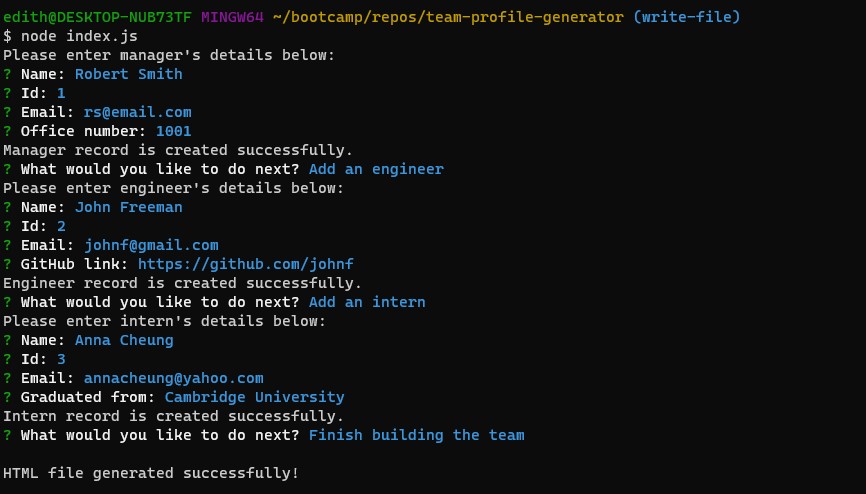 edith@DESKTOP-NUB73TF MINGW64 ~/bootcamp/repos/team-profile-generator (write-file)
$ node index.js
Please enter manager's details below:
? Name: Robert Smith
? Id: 1
? Email: rs@email.com
? Office number: 1001
Manager record is created successfully.
? What would you like to do next? Add an engineer
Please enter engineer's details below:
? Name: John Freeman
? Id: 2
? Email: johnf@gmail.com
? GitHub link: https://github.com/johnf
Engineer record is created successfully.
? What would you like to do next? Add an intern
Please enter intern's details below:
? Name: Anna Cheung
? Id: 3
? Email: annacheung@yahoo.com
? Graduated from: Cambridge University
Intern record is created successfully.
? What would you like to do next? Finish building the team
HTML file generated successfully!